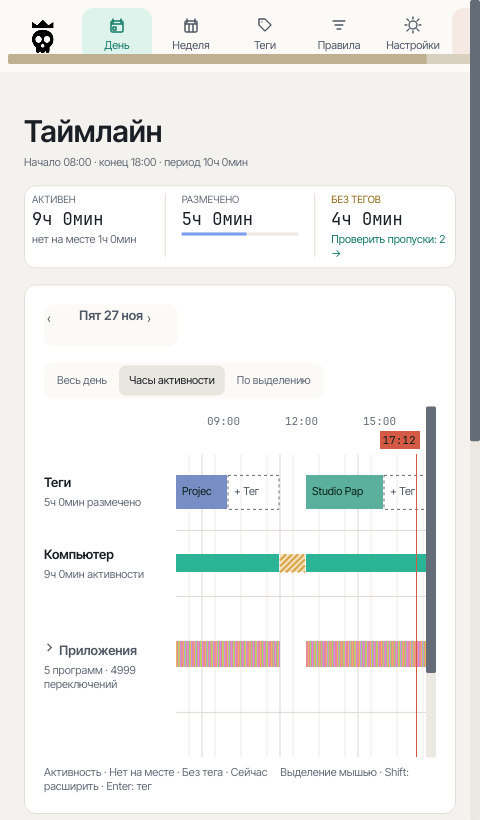 День
Неделя
Теги
Правила
Настройки
Таймлайн
Начало 08:00 · конец 18:00 · период 10ч 0мин
АКТИВЕН
9ч 0мин
нет на месте 1ч 0мин
РАЗМЕЧЕНО
5ч 0мин
БЕЗ ТЕГОВ
4ч 0мин
Проверить пропуски: 2
→
‹ Пят 27 ноя ›
Весь день
Часы активности
По выделению
09:00 12:00 15:00
17:12
Теги
5ч 0мин размечено
Projec
+ Тег
Studio Pap
+ Тег
Компьютер
9ч 0мин активности
Приложения
5 программ · 4999
переключений
Активность · Нет на месте · Без тега · Сейчас Выделение мышью · Shift:
расширить · Enter: тег